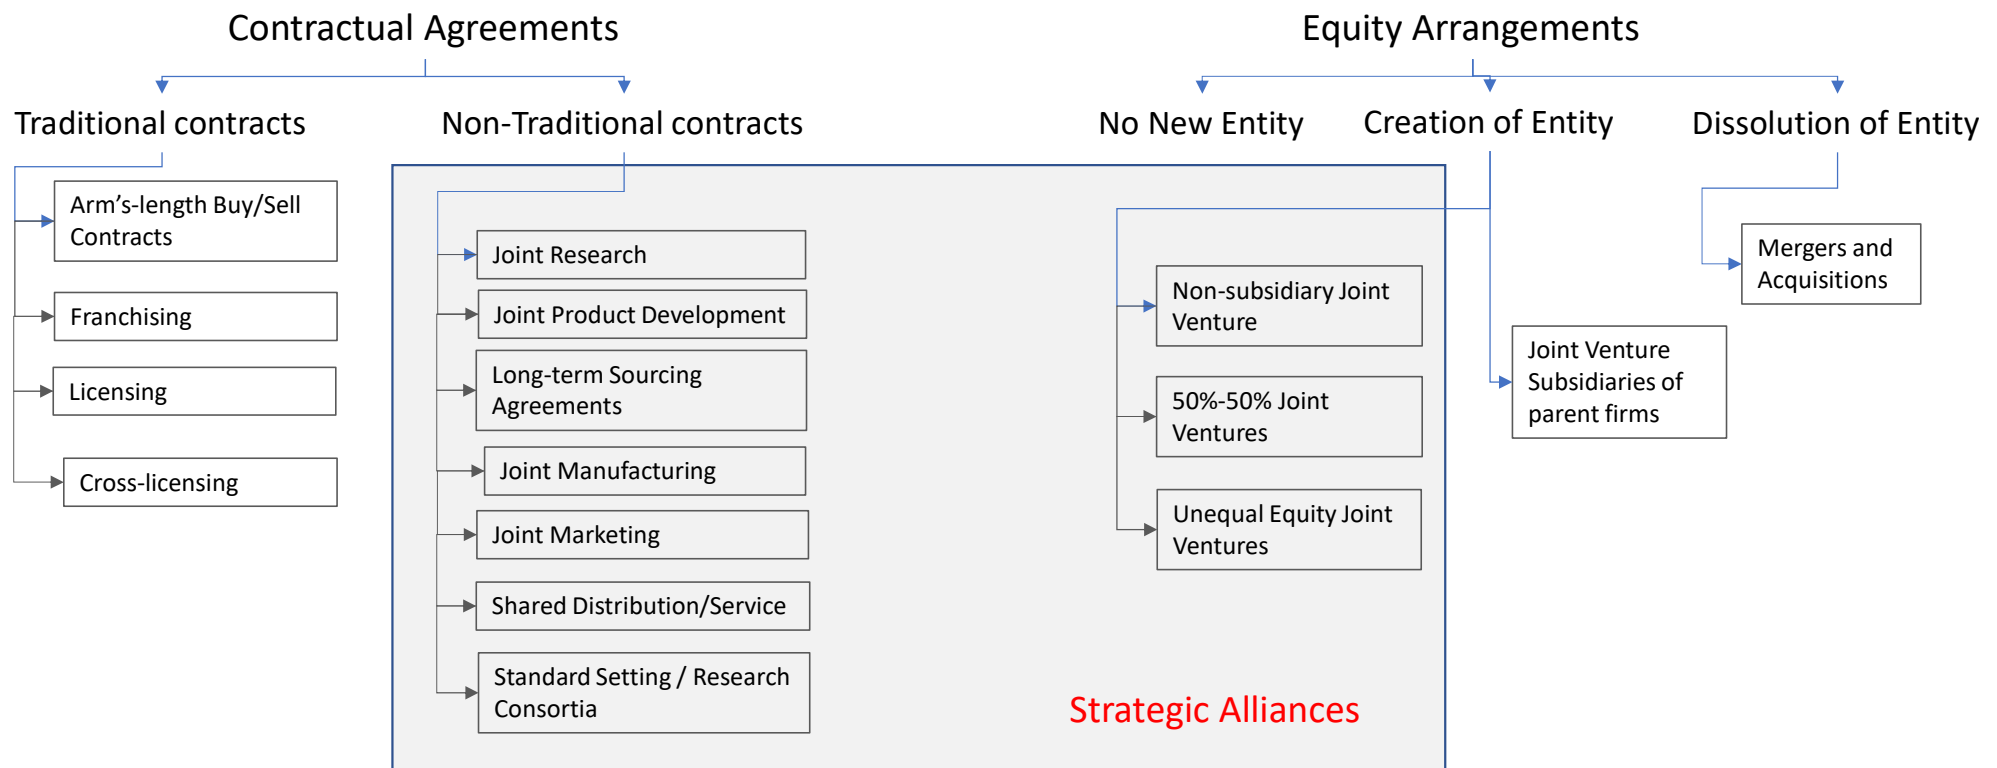 Contractual Agreements
Equity Arrangements
Traditional contracts
Non-Traditional contracts
No New Entity
Creation of Entity
Dissolution of Entity
Arm’s-length Buy/Sell
Contracts
Franchising
Licensing
Cross-licensing
Joint Research
Joint Product Development
Long-term Sourcing
Agreements
Joint Manufacturing
Joint Marketing
Shared Distribution/Service
Standard Setting / Research
Consortia
Non-subsidiary Joint
Venture
50%-50% Joint
Ventures
Unequal Equity Joint
Ventures
Joint Venture
Subsidiaries of
parent firms
Mergers and
Acquisitions
Strategic Alliances